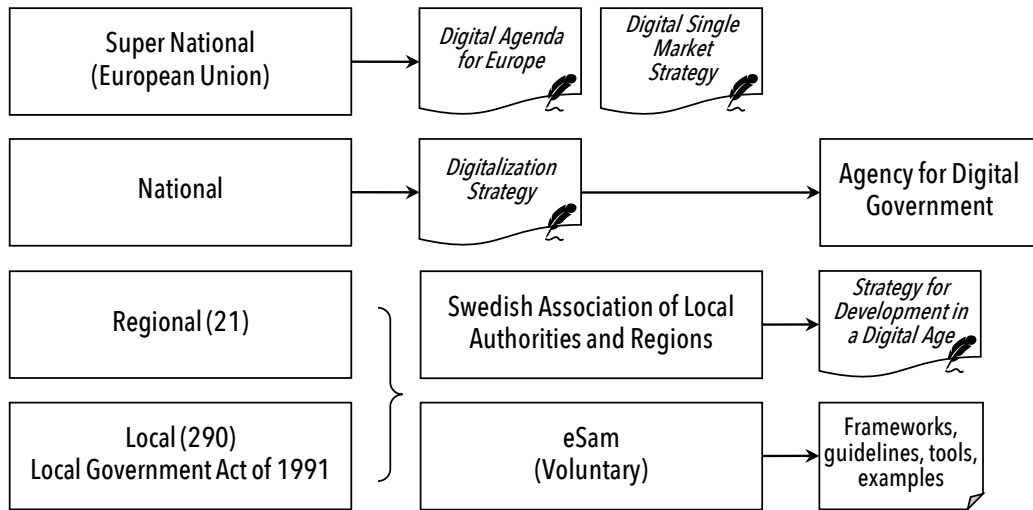 Super National
(European Union)
Digital Agenda
for Europe
Digital Single
Market
Strategy
National
Digitalization
Strategy
Agency for Digital
Government
Regional (21)
Swedish Association of Local
Authorities and Regions
Strategy for
Development in
a Digital Age
Local (290)
Local Government Act of 1991
eSam
(Voluntary)
Frameworks,
guidelines, tools,
examples